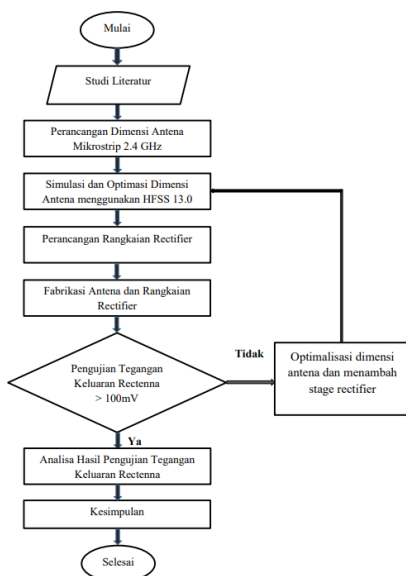 Mulai
Studi Literatur
Perancangan Dimensi Antena
Mikrostrip 2.4 GHz
Simulasi dan Optimasi Dimensi
Antena menggunakan HFSS 13.0
Perancangan Rangkaian Rectifier
Fabrikasi Antena dan Rangkaian
Rectifier
Pengujian Tegangan
Keluaran Rectenna
> 100mV
Tidak
Optimalisasi dimensi
antena dan menambah
stage rectifier
Ya
Analisa Hasil Pengujian Tegangan
Keluaran Rectenna
Kesimpulan
Selesai